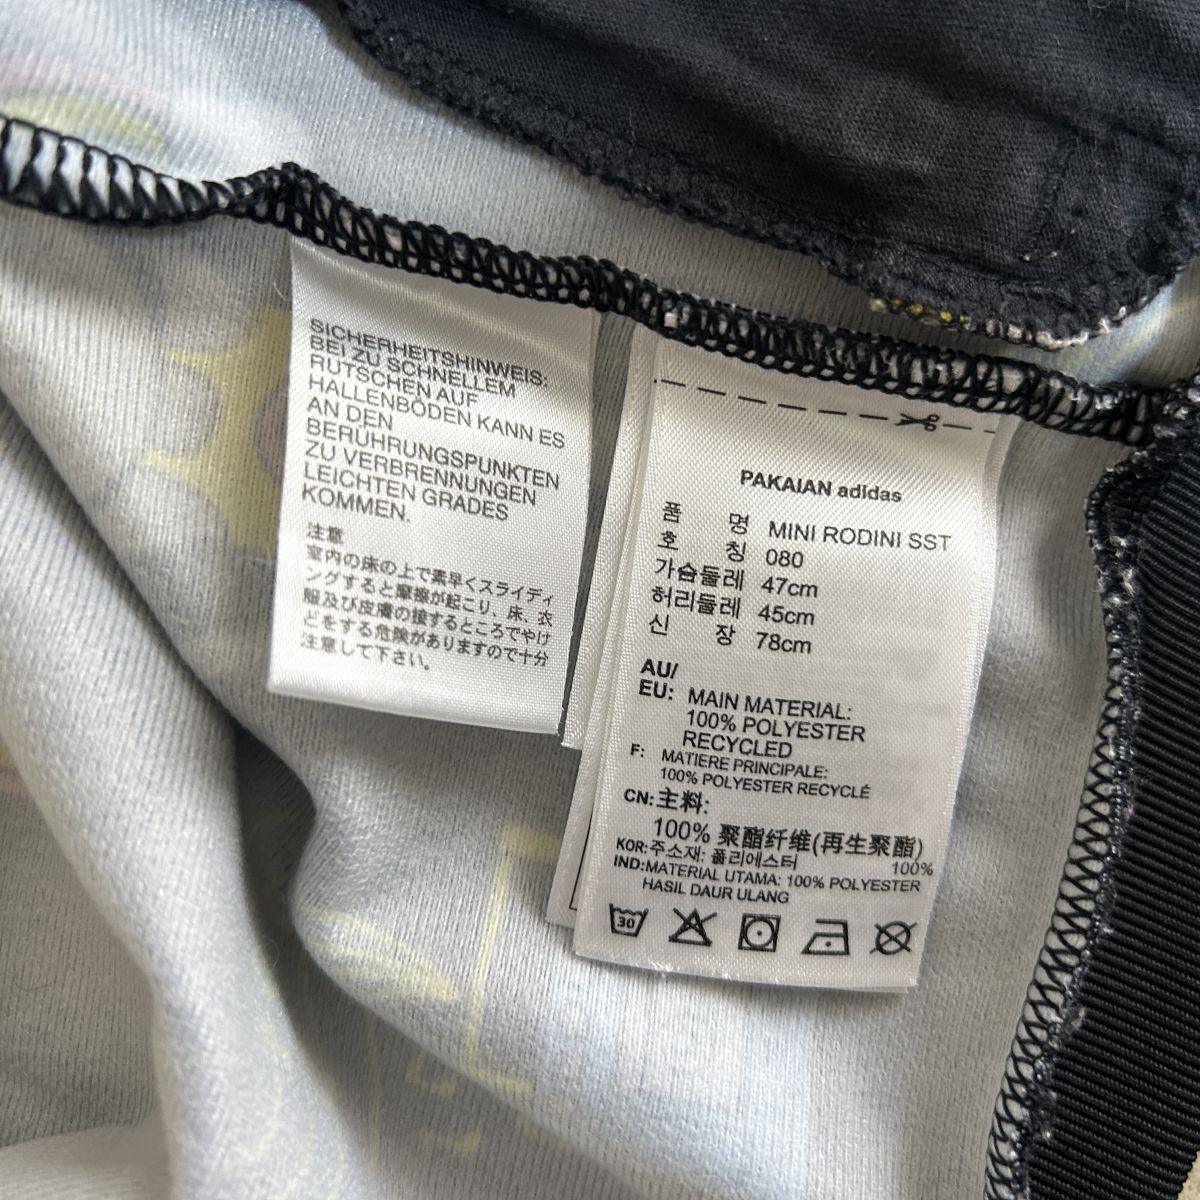 SICHERHEITSHINWEIS:
BEI ZU SCHNELLEM
RUTSCHEN AUF
HALLENBÖDEN KANN ES
AN DEN
BERÜHRUNGSPUNKTEN
ZU VERBRENNUNGEN
LEICHTEN GRADES
KOMMEN.
注意
室内の床の上で素早くスライディ
ングすると摩擦が起こり、床、衣
服及び皮膚の接するところでやけ
どをする危険がありますので十分
注意して下さい。
PAKAIAN adidas
품 명 MINI RODINI SST
호 칭 080
가슴둘레 47cm
허리둘레 45cm
신 장 78cm
AU/
EU: MAIN MATERIAL:
100% POLYESTER
RECYCLED
F: MATIERE PRINCIPALE:
100% POLYESTER RECYCLÉ
CN: 主料:
100% 聚酯纤维(再生聚酯)
KOR: 주소재: 폴리에스터 100%
IND: MATERIAL UTAMA: 100% POLYESTER
HASIL DAUR ULANG
30